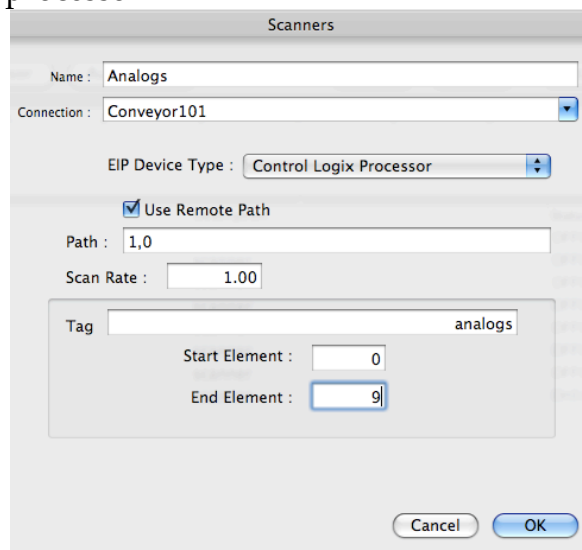 Scanners
Name : Analogs
Connection : Conveyor101
EIP Device Type : Control Logix Processor
Use Remote Path
Path : 1,0
Scan Rate : 1.00
Tag analogs
Start Element : 0
End Element : 9
Cancel OK